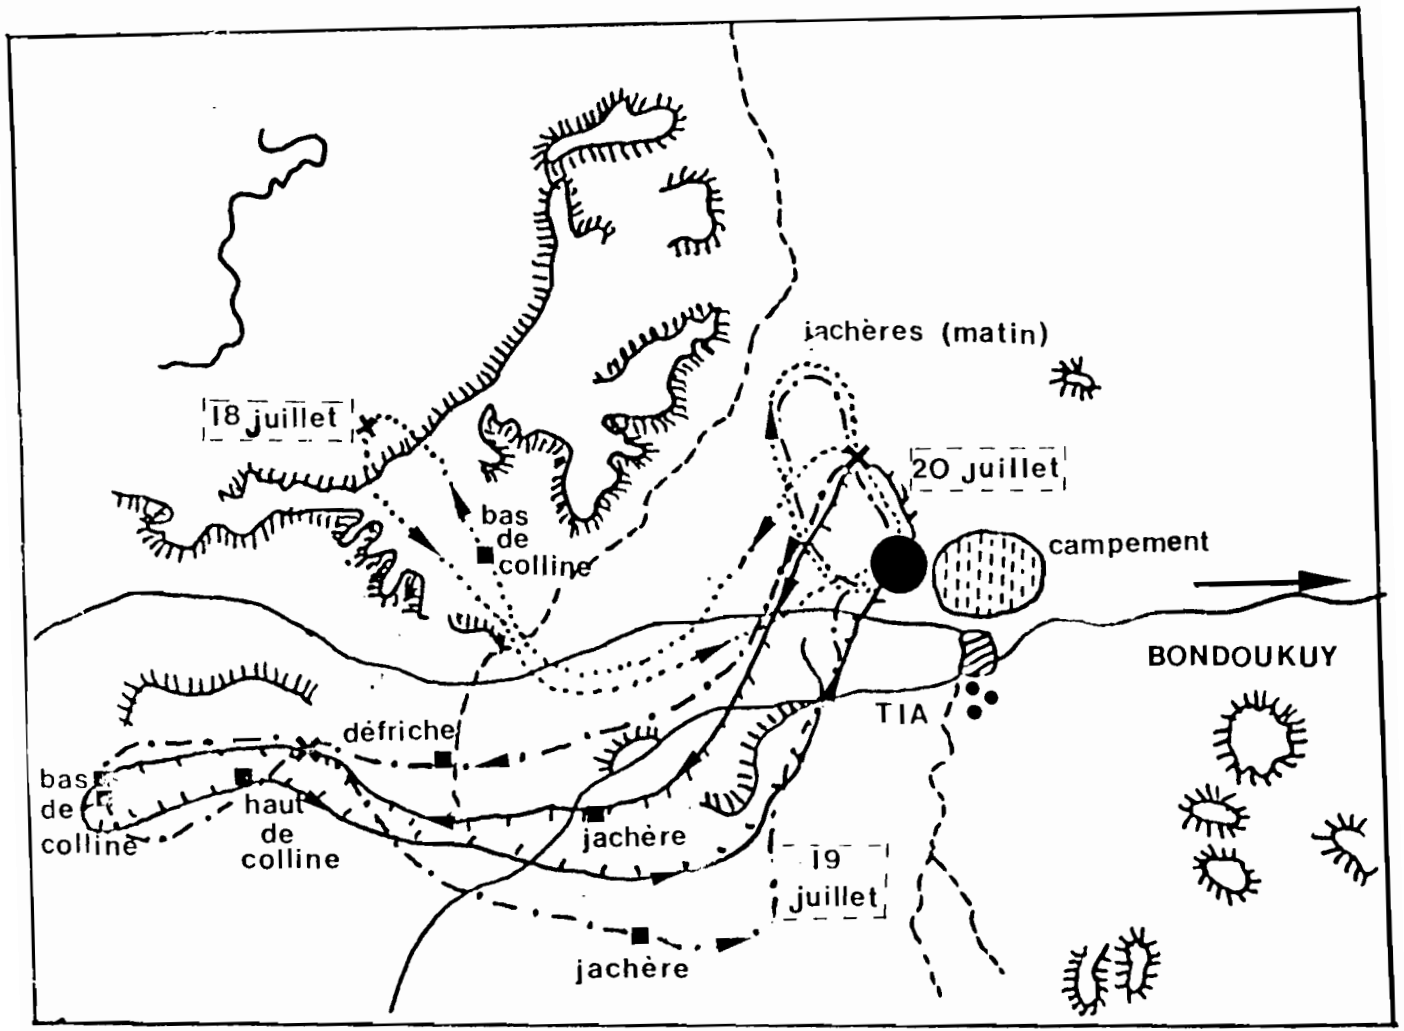 jachères (matin)
18 juillet
20 juillet
bas
de
colline
campement
BONDOUKUY
TIA
défriche
bas
de
colline
haut
de
colline
jachère
19
juillet
jachère